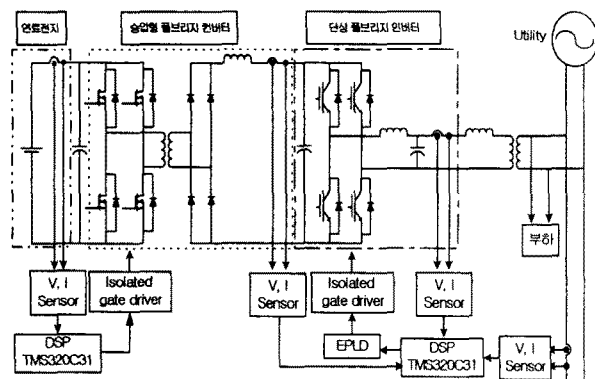 연료전지
승압형 풀브리지 컨버터
단상 풀브리지 인버터
Utility
부하
V, I
Sensor
Isolated
gate driver
V, I
Sensor
Isolated
gate driver
V, I
Sensor
DSP
TMS320C31
EPLD
DSP
TMS320C31
V, I
Sensor